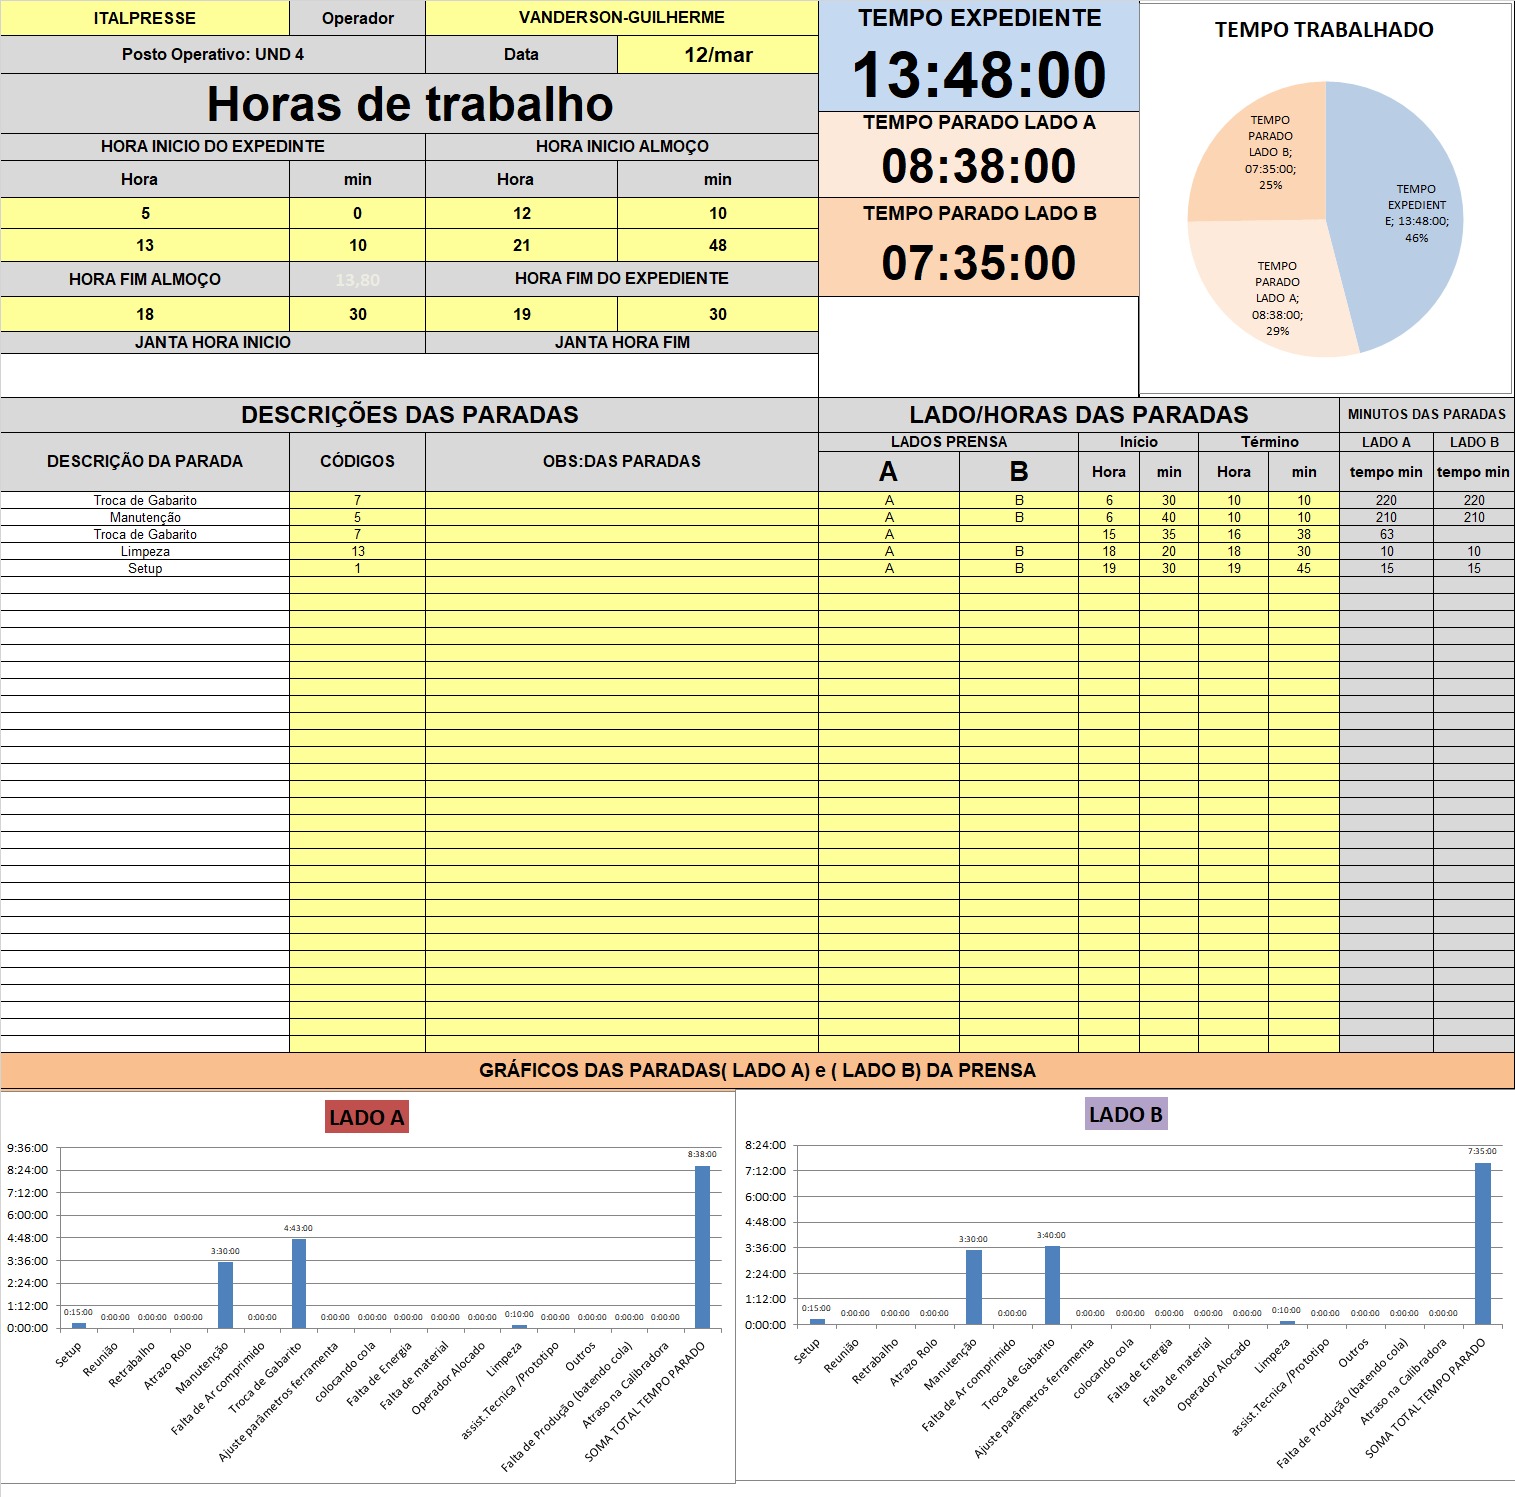 ITALPRESSE Operador VANDERSON-GUILHERME
Posto Operativo: UND 4 Data 12/mar
Horas de trabalho
HORA INICIO DO EXPEDINTE HORA INICIO ALMOÇO
Hora min Hora min
5 0 12 10
13 10 21 48
HORA FIM ALMOÇO 13,80 HORA FIM DO EXPEDIENTE
18 30 19 30
JANTA HORA INICIO JANTA HORA FIM
TEMPO EXPEDIENTE
13:48:00
TEMPO PARADO LADO A
08:38:00
TEMPO PARADO LADO B
07:35:00
TEMPO TRABALHADO
TEMPO
PARADO
LADO B;
07:35:00;
25%
TEMPO
EXPEDIENT
E; 13:48:00;
46%
TEMPO
PARADO
LADO A;
08:38:00;
29%
DESCRIÇÕES DAS PARADAS LADO/HORAS DAS PARADAS MINUTOS DAS PARADAS
DESCRIÇÃO DA PARADA CÓDIGOS OBS:DAS PARADAS
LADOS PRENSA Início Término LADO A LADO B
A B Hora min Hora min tempo min tempo min
Troca de Gabarito 7 A B 6 30 10 10 220 220
Manutenção 5 A B 6 40 10 10 210 210
Troca de Gabarito 7 A 15 35 16 38 63
Limpeza 13 A B 18 20 18 30 10 10
Setup 1 A B 19 30 19 45 15 15
GRÁFICOS DAS PARADAS( LADO A) e ( LADO B) DA PRENSA
LADO A
9:36:00
8:24:00
7:12:00
6:00:00
4:48:00
3:36:00
2:24:00
1:12:00
0:00:00
0:15:00 0:00:00 0:00:00 0:00:00 3:30:00 0:00:00 4:43:00 0:00:00 0:00:00 0:00:00 0:00:00 0:00:00 0:10:00 0:00:00 0:00:00 0:00:00 0:00:00 8:38:00
Setup
Reunião
Retrabalho
Atrazo Rolo
Manutenção
Falta de Ar comprimido
Troca de Gabarito
Ajuste parâmetros ferramenta
colocando cola
Falta de Energia
Falta de material
Operador Alocado
Limpeza
assist.Tecnica /Prototipo
Outros
Falta de Produção (batendo cola)
Atraso na Calibradora
SOMA TOTAL TEMPO PARADO
LADO B
8:24:00
7:12:00
6:00:00
4:48:00
3:36:00
2:24:00
1:12:00
0:00:00
0:15:00 0:00:00 0:00:00 0:00:00 3:30:00 0:00:00 3:40:00 0:00:00 0:00:00 0:00:00 0:00:00 0:00:00 0:10:00 0:00:00 0:00:00 0:00:00 0:00:00 7:35:00
Setup
Reunião
Retrabalho
Atrazo Rolo
Manutenção
Falta de Ar comprimido
Troca de Gabarito
Ajuste parâmetros ferramenta
colocando cola
Falta de Energia
Falta de material
Operador Alocado
Limpeza
assist.Tecnica /Prototipo
Outros
Falta de Produção (batendo cola)
Atraso na Calibradora
SOMA TOTAL TEMPO PARADO